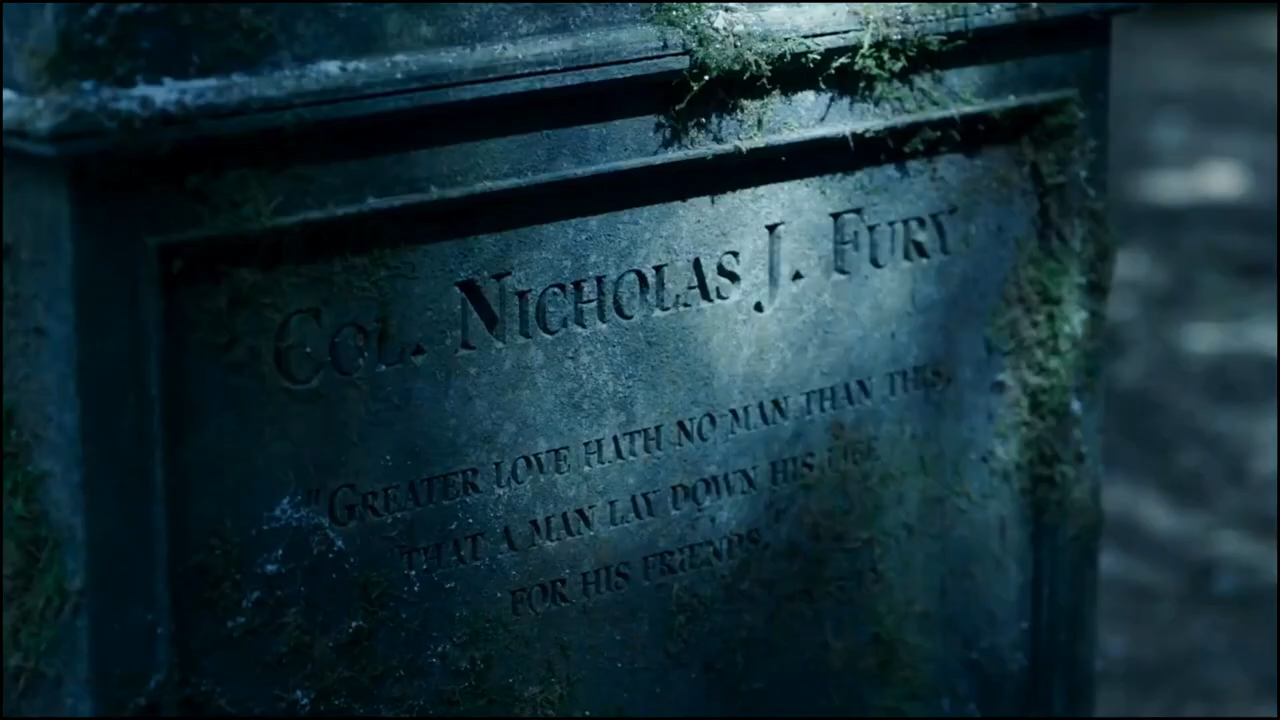 COL. NICHOLAS J. FURY
"GREATER LOVE HATH NO MAN THAN THIS,
THAT A MAN LAY DOWN HIS LIFE
FOR HIS FRIENDS.